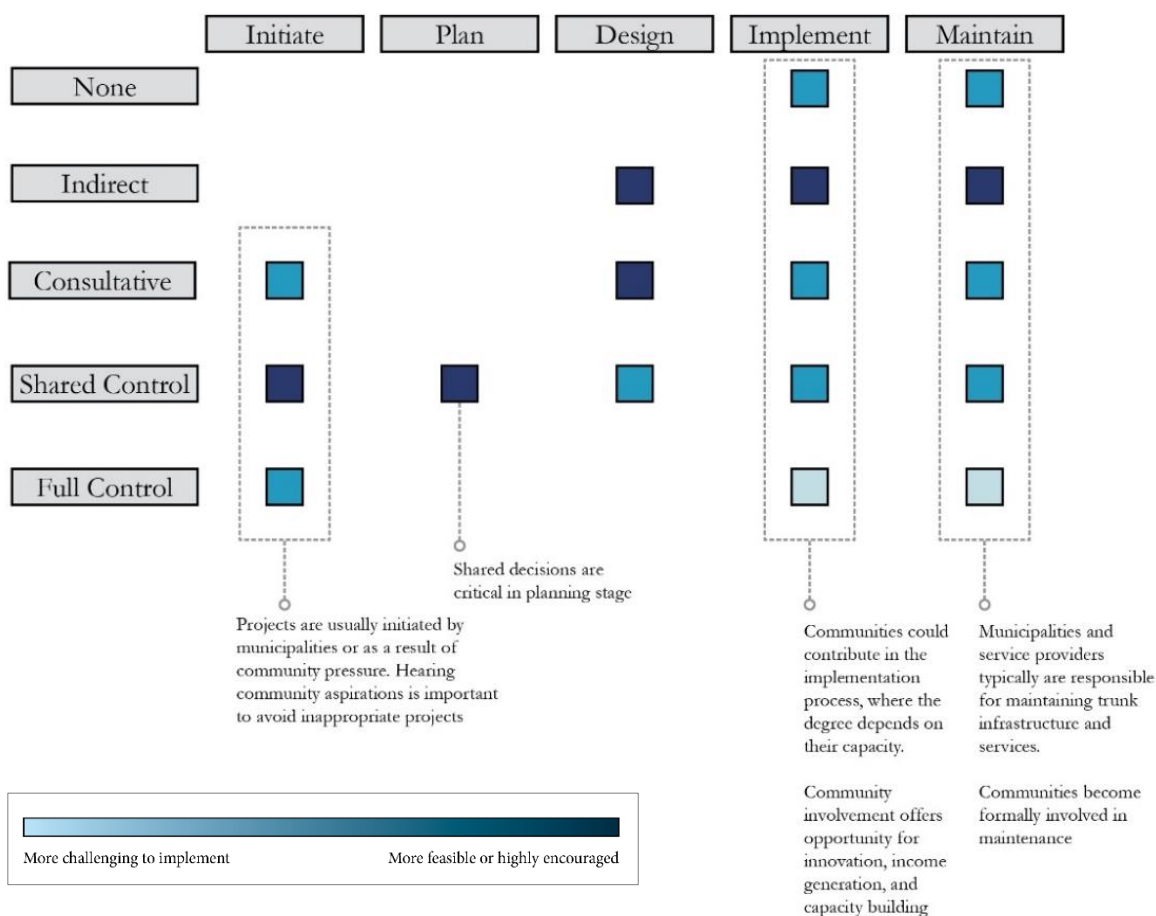 Initiate
Plan
Design
Implement
Maintain
None
Indirect
Consultative
Shared Control
Full Control
Shared decisions are
critical in planning stage
Projects are usually initiated by
municipalities or as a result of
community pressure. Hearing
community aspirations is important
to avoid inappropriate projects
Communities could
contribute in the
implementation
process, where the
degree depends on
their capacity.
Community
involvement offers
opportunity for
innovation, income
generation, and
capacity building
Municipalities and
service providers
typically are responsible
for maintaining trunk
infrastructure and
services.
Communities become
formally involved in
maintenance
More challenging to implement
More feasible or highly encouraged